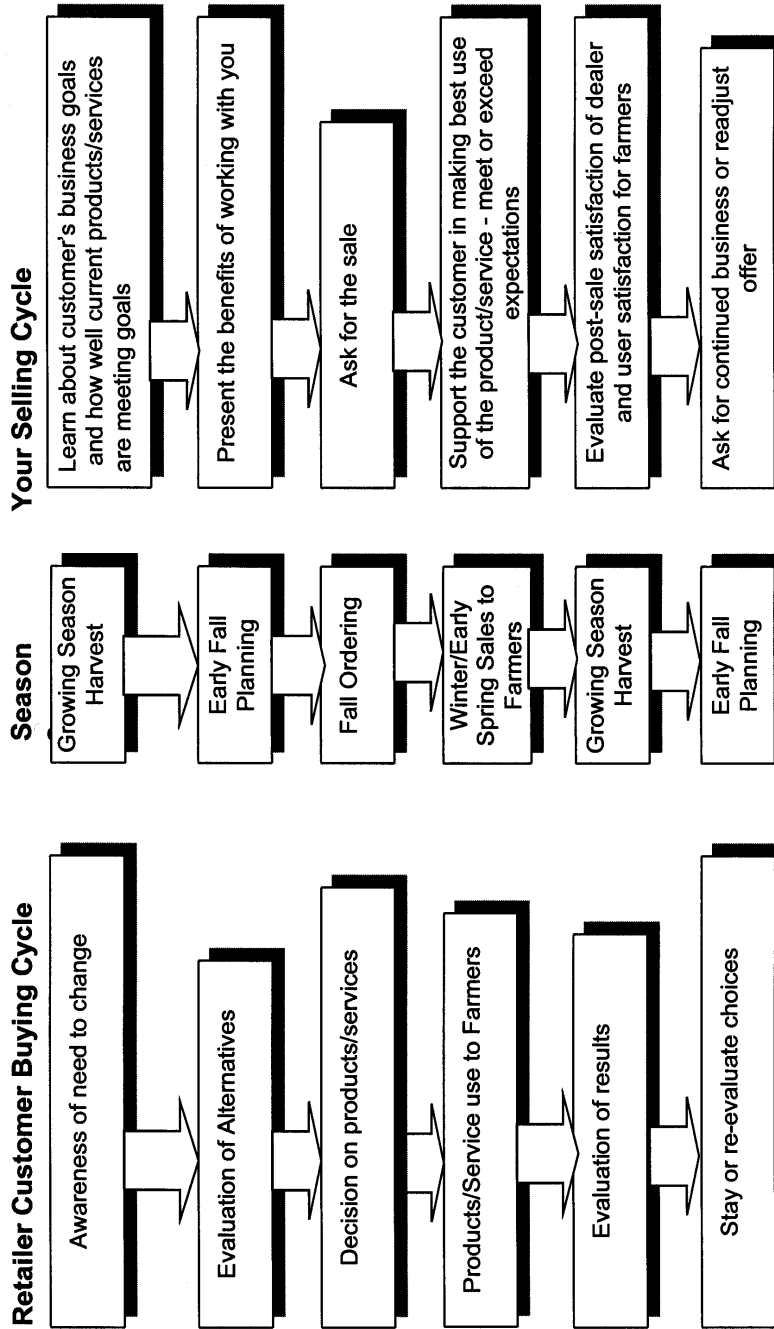 Retailer Customer Buying Cycle
Awareness of need to change
Evaluation of Alternatives
Decision on products/services
Products/Service use to Farmers
Evaluation of results
Stay or re-evaluate choices
Season
Growing Season
Harvest
Early Fall
Planning
Fall Ordering
Winter/Early
Spring Sales to
Farmers
Growing Season
Harvest
Early Fall
Planning
Your Selling Cycle
Learn about customer's business goals
and how well current products/services
are meeting goals
Present the benefits of working with you
Ask for the sale
Support the customer in making best use
of the product/service - meet or exceed
expectations
Evaluate post-sale satisfaction of dealer
and user satisfaction for farmers
Ask for continued business or readjust
offer